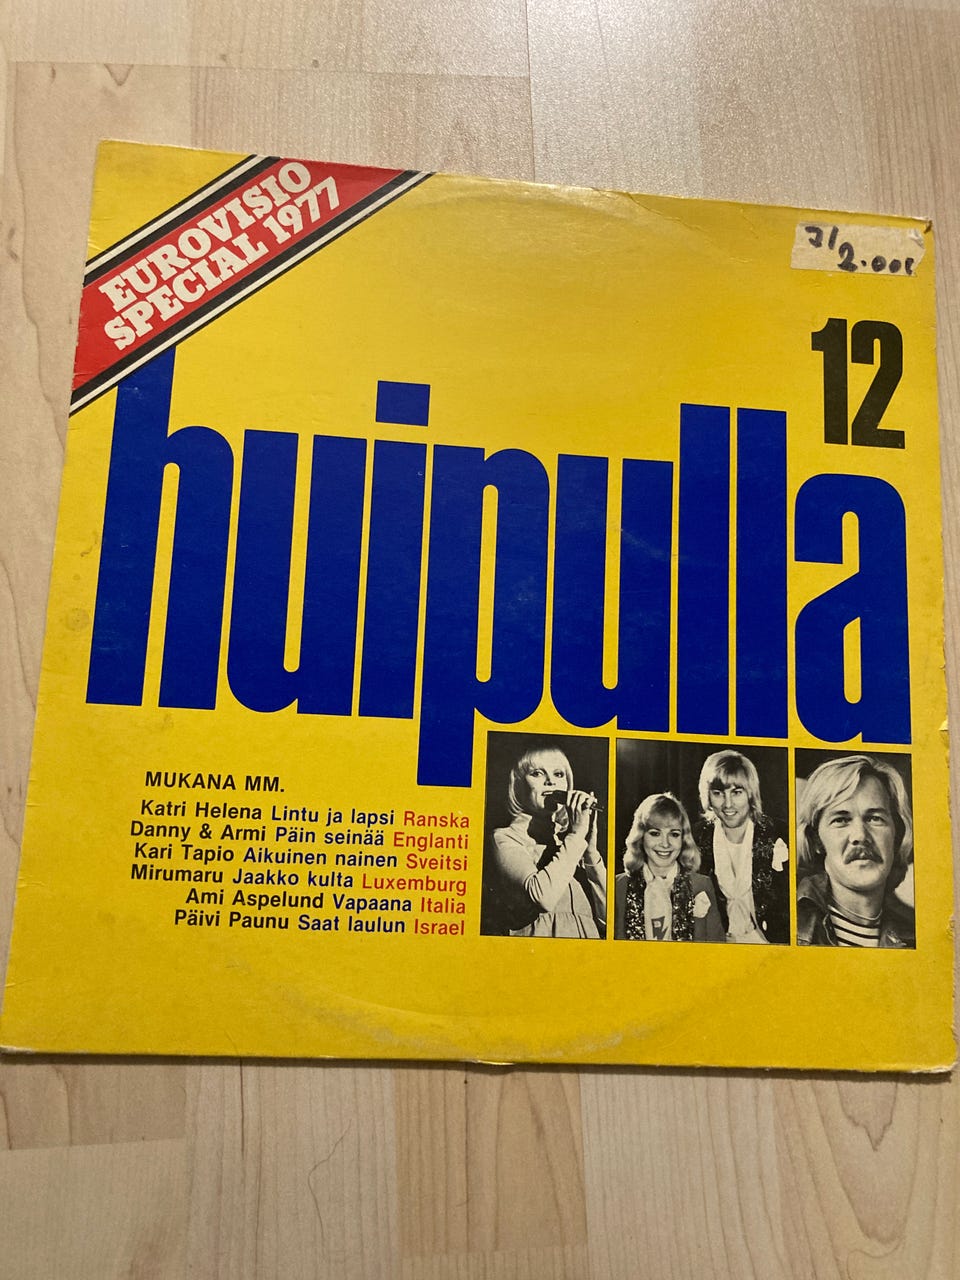 EUROVISIO
SPECIAL 1977
12
huipulla
MUKANA MM.
Katri Helena Lintu ja lapsi Ranska
Danny & Armi Päin seinää Englanti
Kari Tapio Aikuinen nainen Sveitsi
Mirumaru Jaakko kulta Luxemburg
Ami Aspelund Vapaana Italia
Päivi Paunu Saat laulun Israel